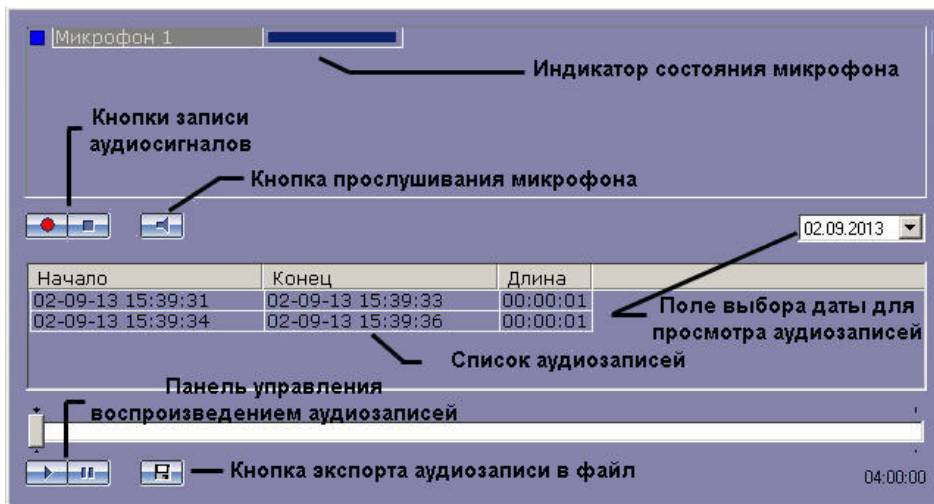 Микрофон 1
Индикатор состояния микрофона
Кнопки записи
аудиосигналов
Кнопка прослушивания микрофона
02.09.2013
Начало Конец Длина
02-09-13 15:39:31 02-09-13 15:39:33 00:00:01
02-09-13 15:39:34 02-09-13 15:39:36 00:00:01
Поле выбора даты для
просмотра аудиозаписей
Список аудиозаписей
Панель управления
воспроизведением аудиозаписей
Кнопка экспорта аудиозаписи в файл
04:00:00